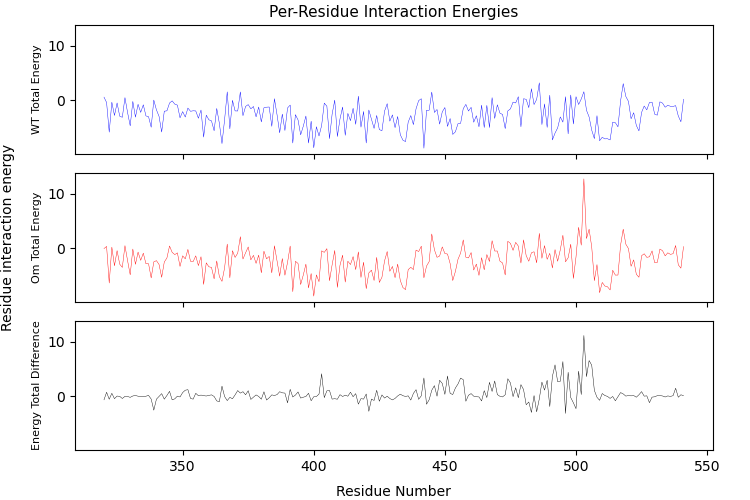 Per-Residue Interaction Energies
10
0
WT Total Energy
10
0
Om Total Energy
Residue interaction energy
10
0
Energy Total Difference
350
400
450
500
550
Residue Number